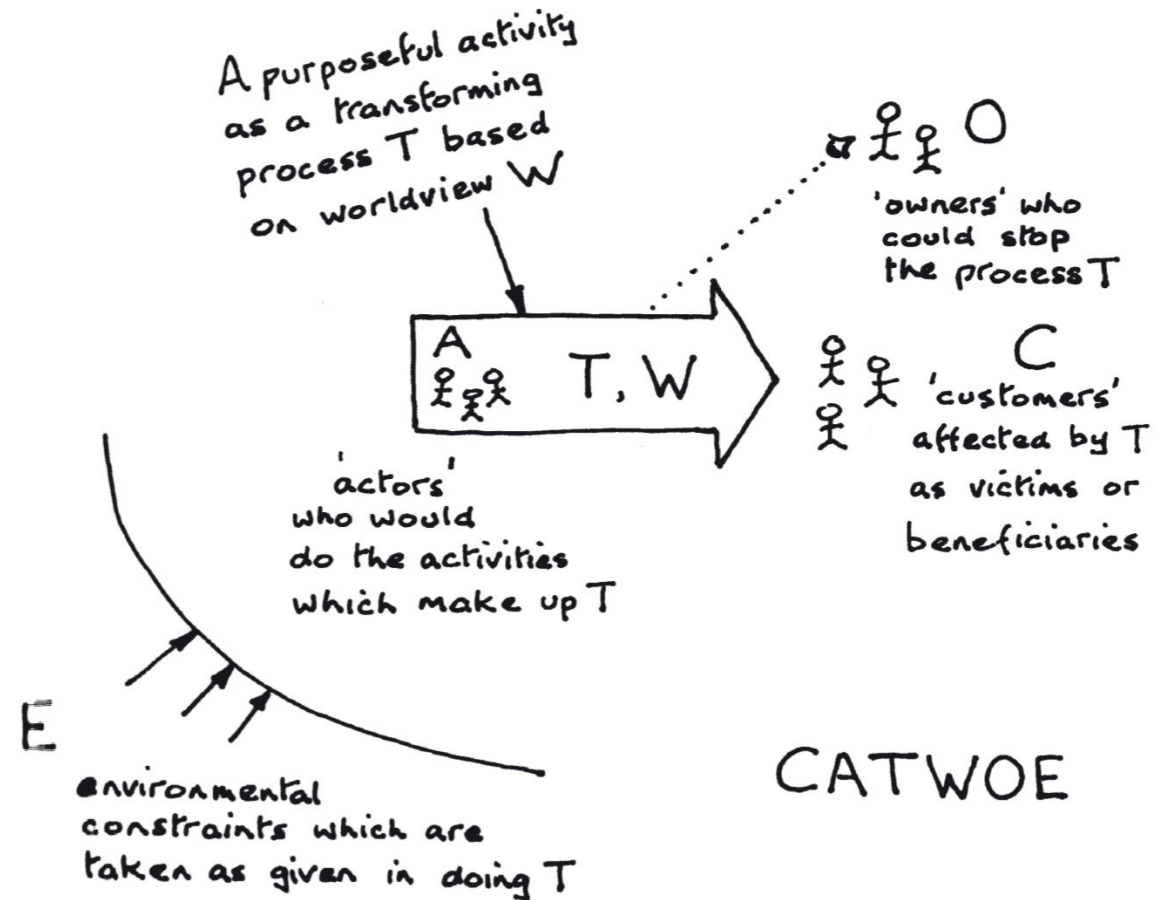 A purposeful activity
as a transforming
process T based
on worldview W
O
'owners' who
could stop
the process T
A
T, W
C
'customers'
affected by T
as victims or
beneficiaries
'actors'
who would
do the activities
which make up T
E
environmental
constraints which are
taken as given in doing T
CATWOE